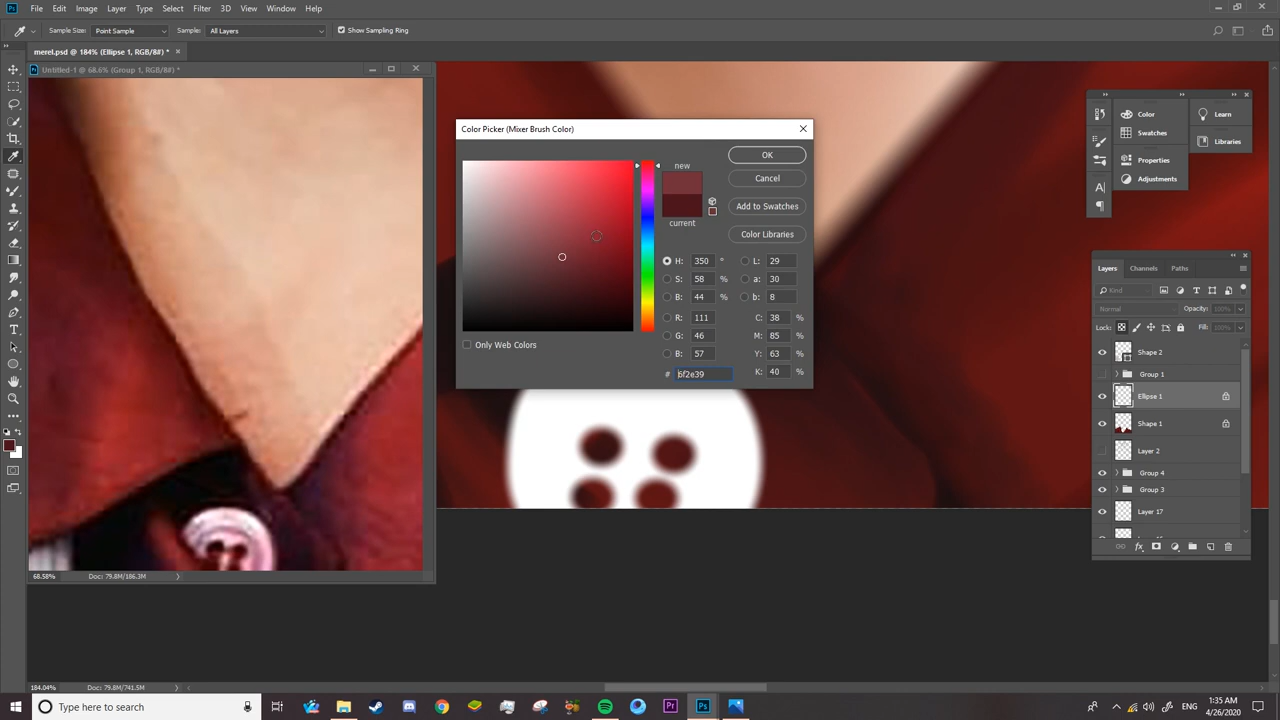 Ps File Edit Image Layer Type Select Filter 3D View Window Help
Sample Size: Point Sample Sample: All Layers Show Sampling Ring
merel.psd @ 184% (Ellipse 1, RGB/8#) * ×
Ps Untitled-1 @ 68.6% (Group 1, RGB/8#) *
Color Picker (Mixer Brush Color)
new
current
OK
Cancel
Add to Swatches
Color Libraries
H: 350 °
S: 58 %
B: 44 %
R: 111
G: 46
B: 57
# 6f2e39
L: 29
a: 30
b: 8
C: 38 %
M: 85 %
Y: 63 %
K: 40 %
Only Web Colors
Color
Swatches
Properties
Adjustments
Learn
Libraries
Layers Channels Paths
Kind
Normal Opacity: 100%
Lock: Fill: 100%
Shape 2
Group 1
Ellipse 1
Shape 1
Layer 2
Group 4
Group 3
Layer 17
68.58% Doc: 79.8M/186.3M
184.04% Doc: 79.8M/741.5M
Type here to search
Pr Ps
ENG
1:35 AM
4/26/2020